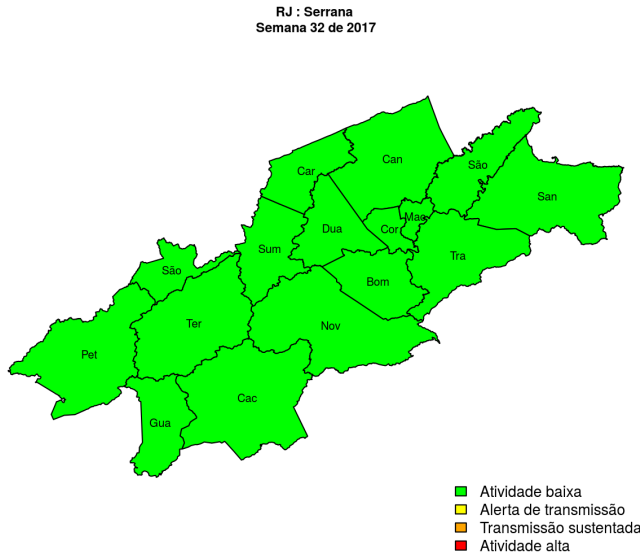 RJ : Serrana
Semana 32 de 2017
Can
São
Car
San
Mac
Dua
Cor
Sum
Tra
São
Bom
Ter
Nov
Pet
Cac
Gua
Atividade baixa
Alerta de transmissão
Transmissão sustentada
Atividade alta